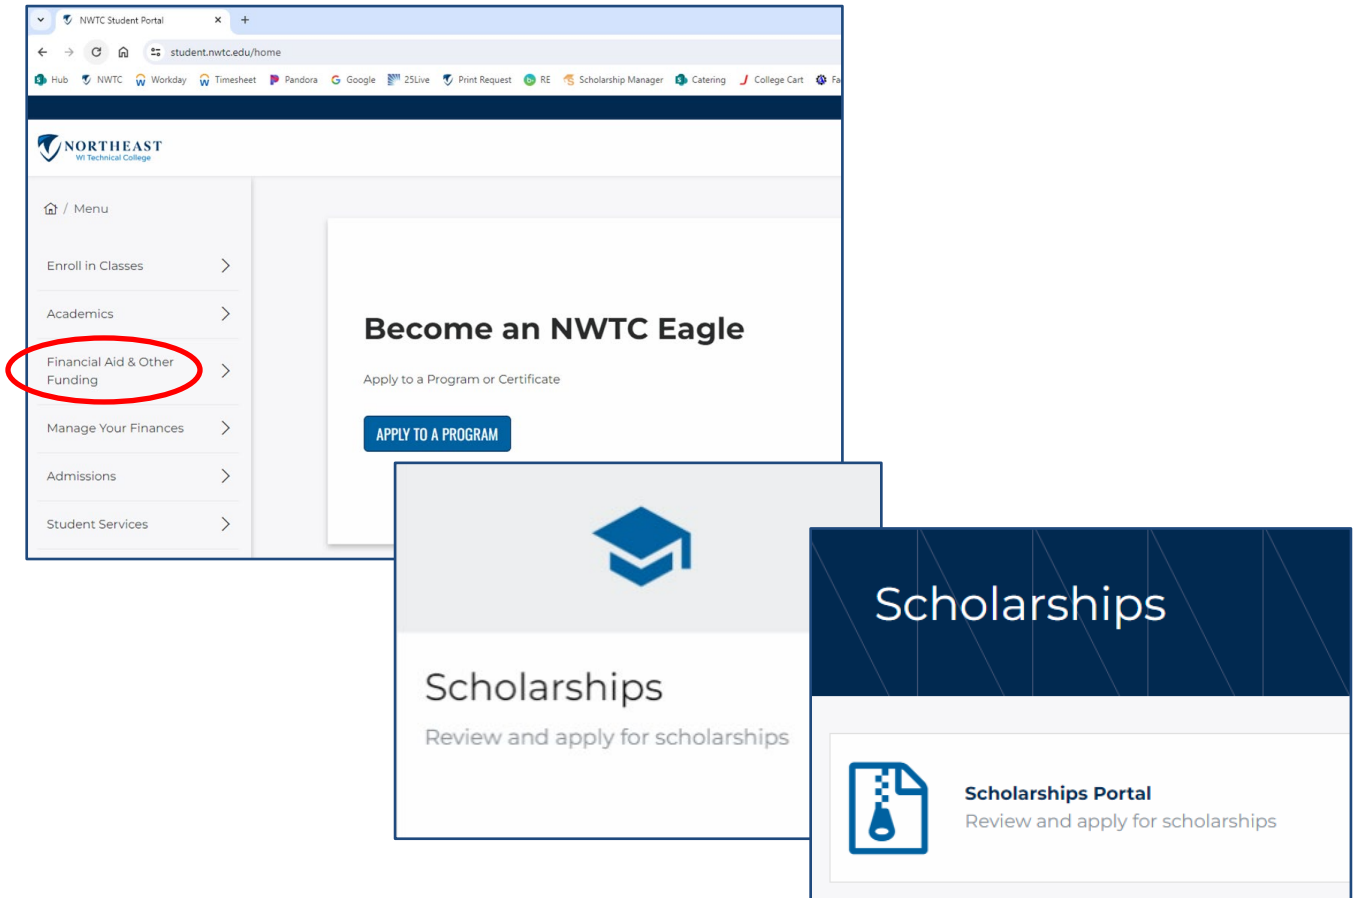 NWTC Student Portal
student.nwtc.edu/home
Hub NWTC Workday Timesheet Pandora Google 25Live Print Request RE Scholarship Manager Catering College Cart Fa
NORTHEAST
WI Technical College
/ Menu
Enroll in Classes
Academics
Financial Aid & Other
Funding
Manage Your Finances
Admissions
Student Services
Become an NWTC Eagle
Apply to a Program or Certificate
APPLY TO A PROGRAM
Scholarships
Review and apply for scholarships
Scholarships
Scholarships Portal
Review and apply for scholarships